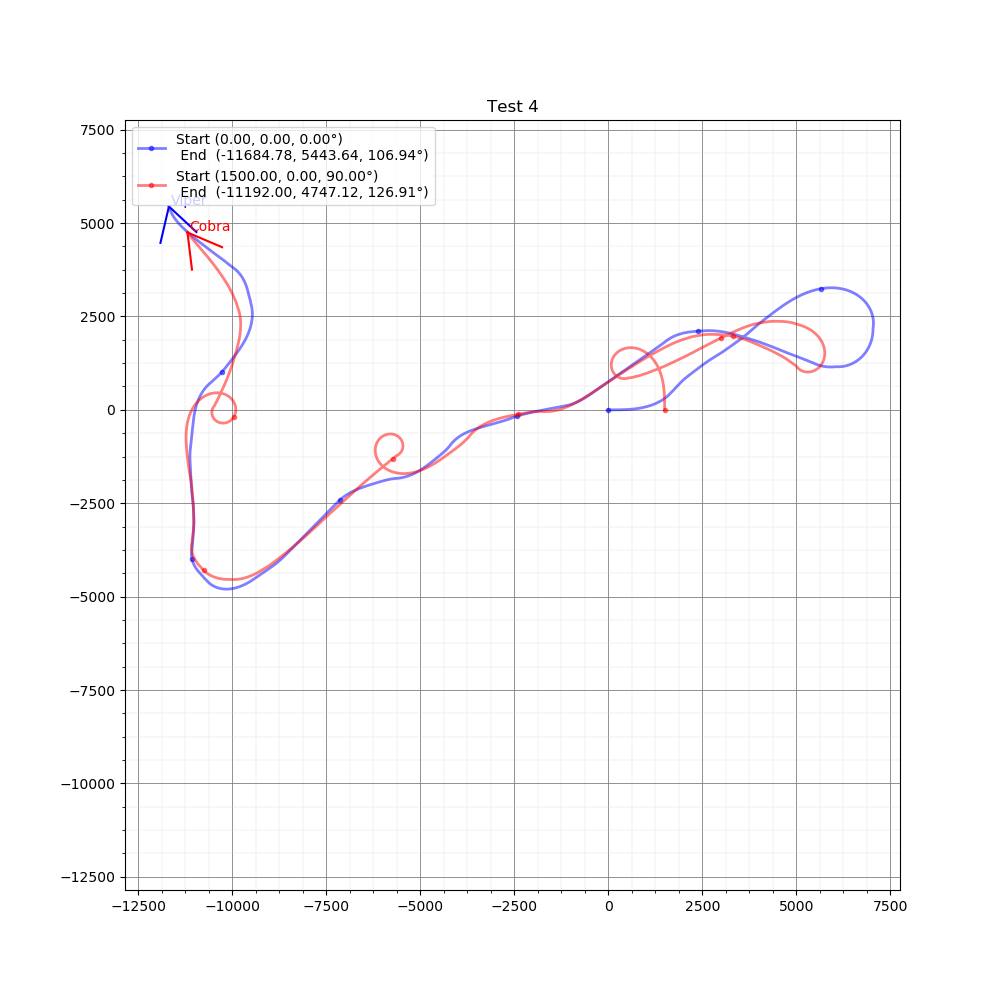 Test 4
Start (0.00, 0.00, 0.00°)
End (-11684.78, 5443.64, 106.94°)
Start (1500.00, 0.00, 90.00°)
End (-11192.00, 4747.12, 126.91°)
Viper
Cobra
7500
5000
2500
0
−2500
−5000
−7500
−10000
−12500
−12500 −10000 −7500 −5000 −2500 0 2500 5000 7500